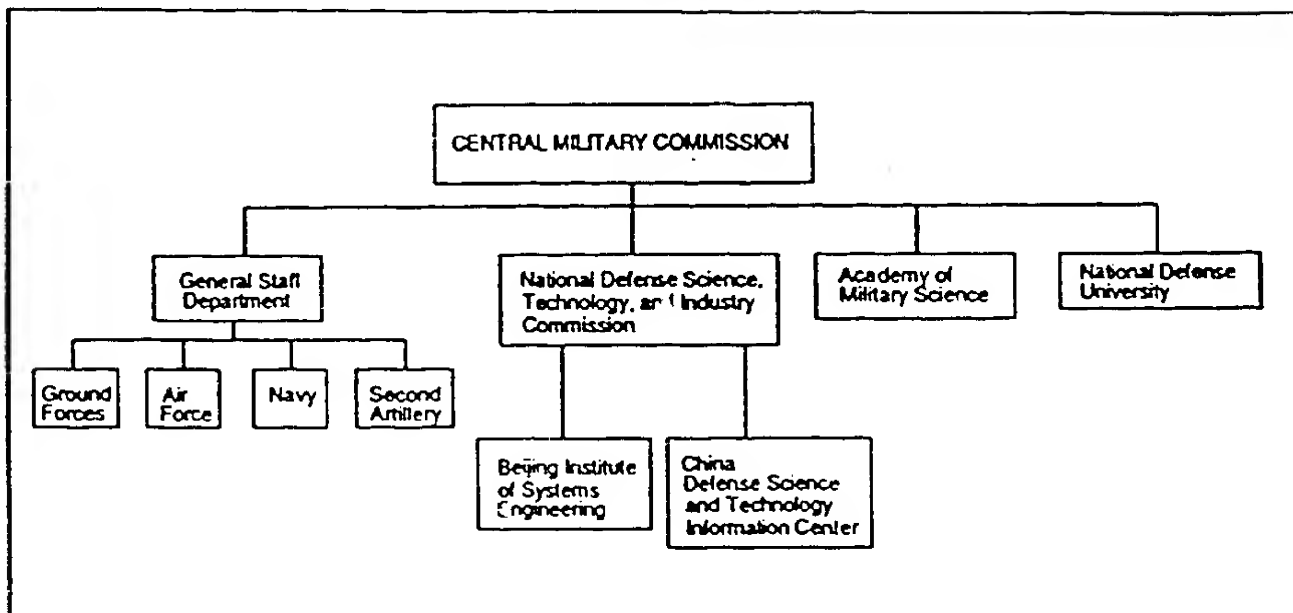 CENTRAL MILITARY COMMISSION
General Staff
Department
National Defense Science,
Technology, and Industry
Commission
Academy of
Military Science
National Defense
University
Ground
Forces
Air
Force
Navy
Second
Artillery
Beijing Institute
of Systems
Engineering
China
Defense Science
and Technology
Information Center